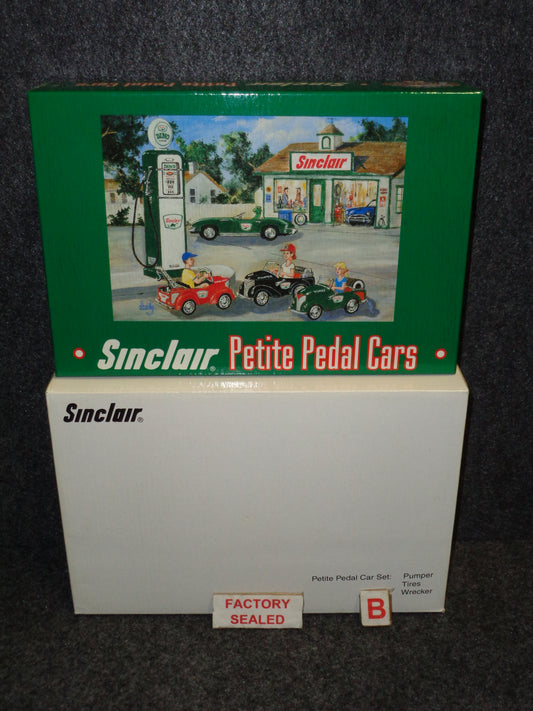 Sinclair
Sinclair
Sinclair® Petite Pedal Cars
Sinclair®
Petite Pedal Car Set: Pumper
Tires
Wrecker
FACTORY
SEALED
B